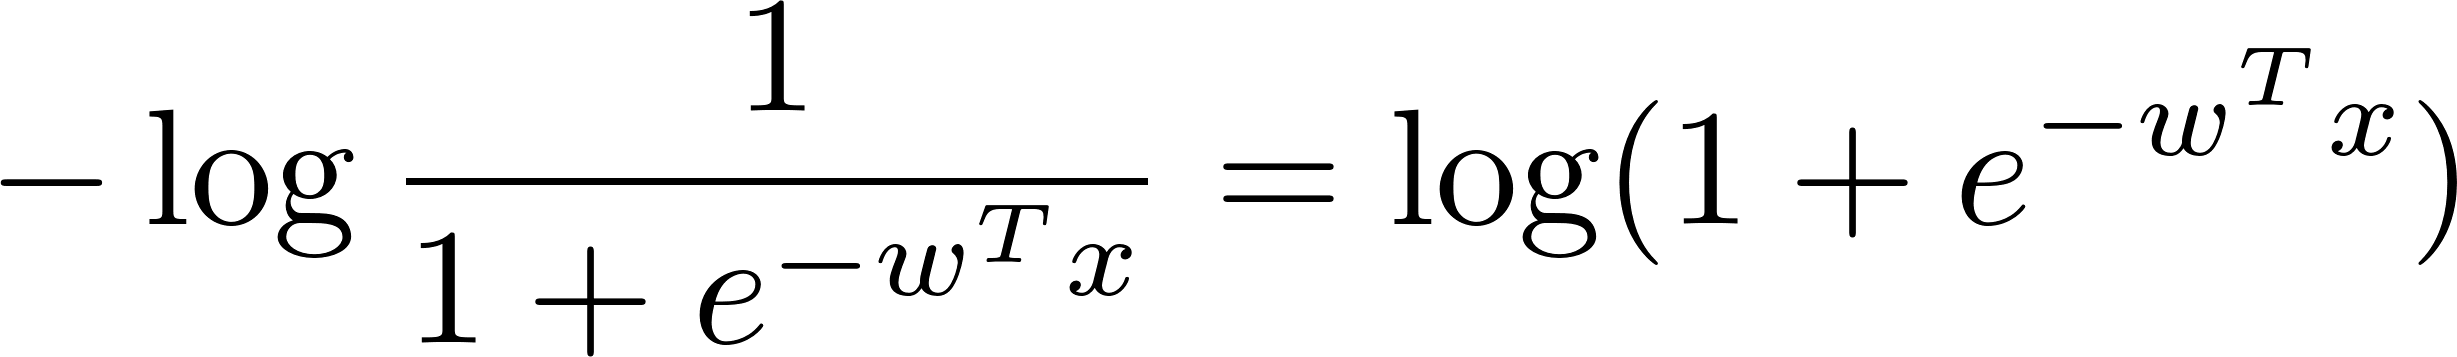 $-\log \frac{1}{1 + e^{-w^T x}} = \log(1 + e^{-w^T x})$